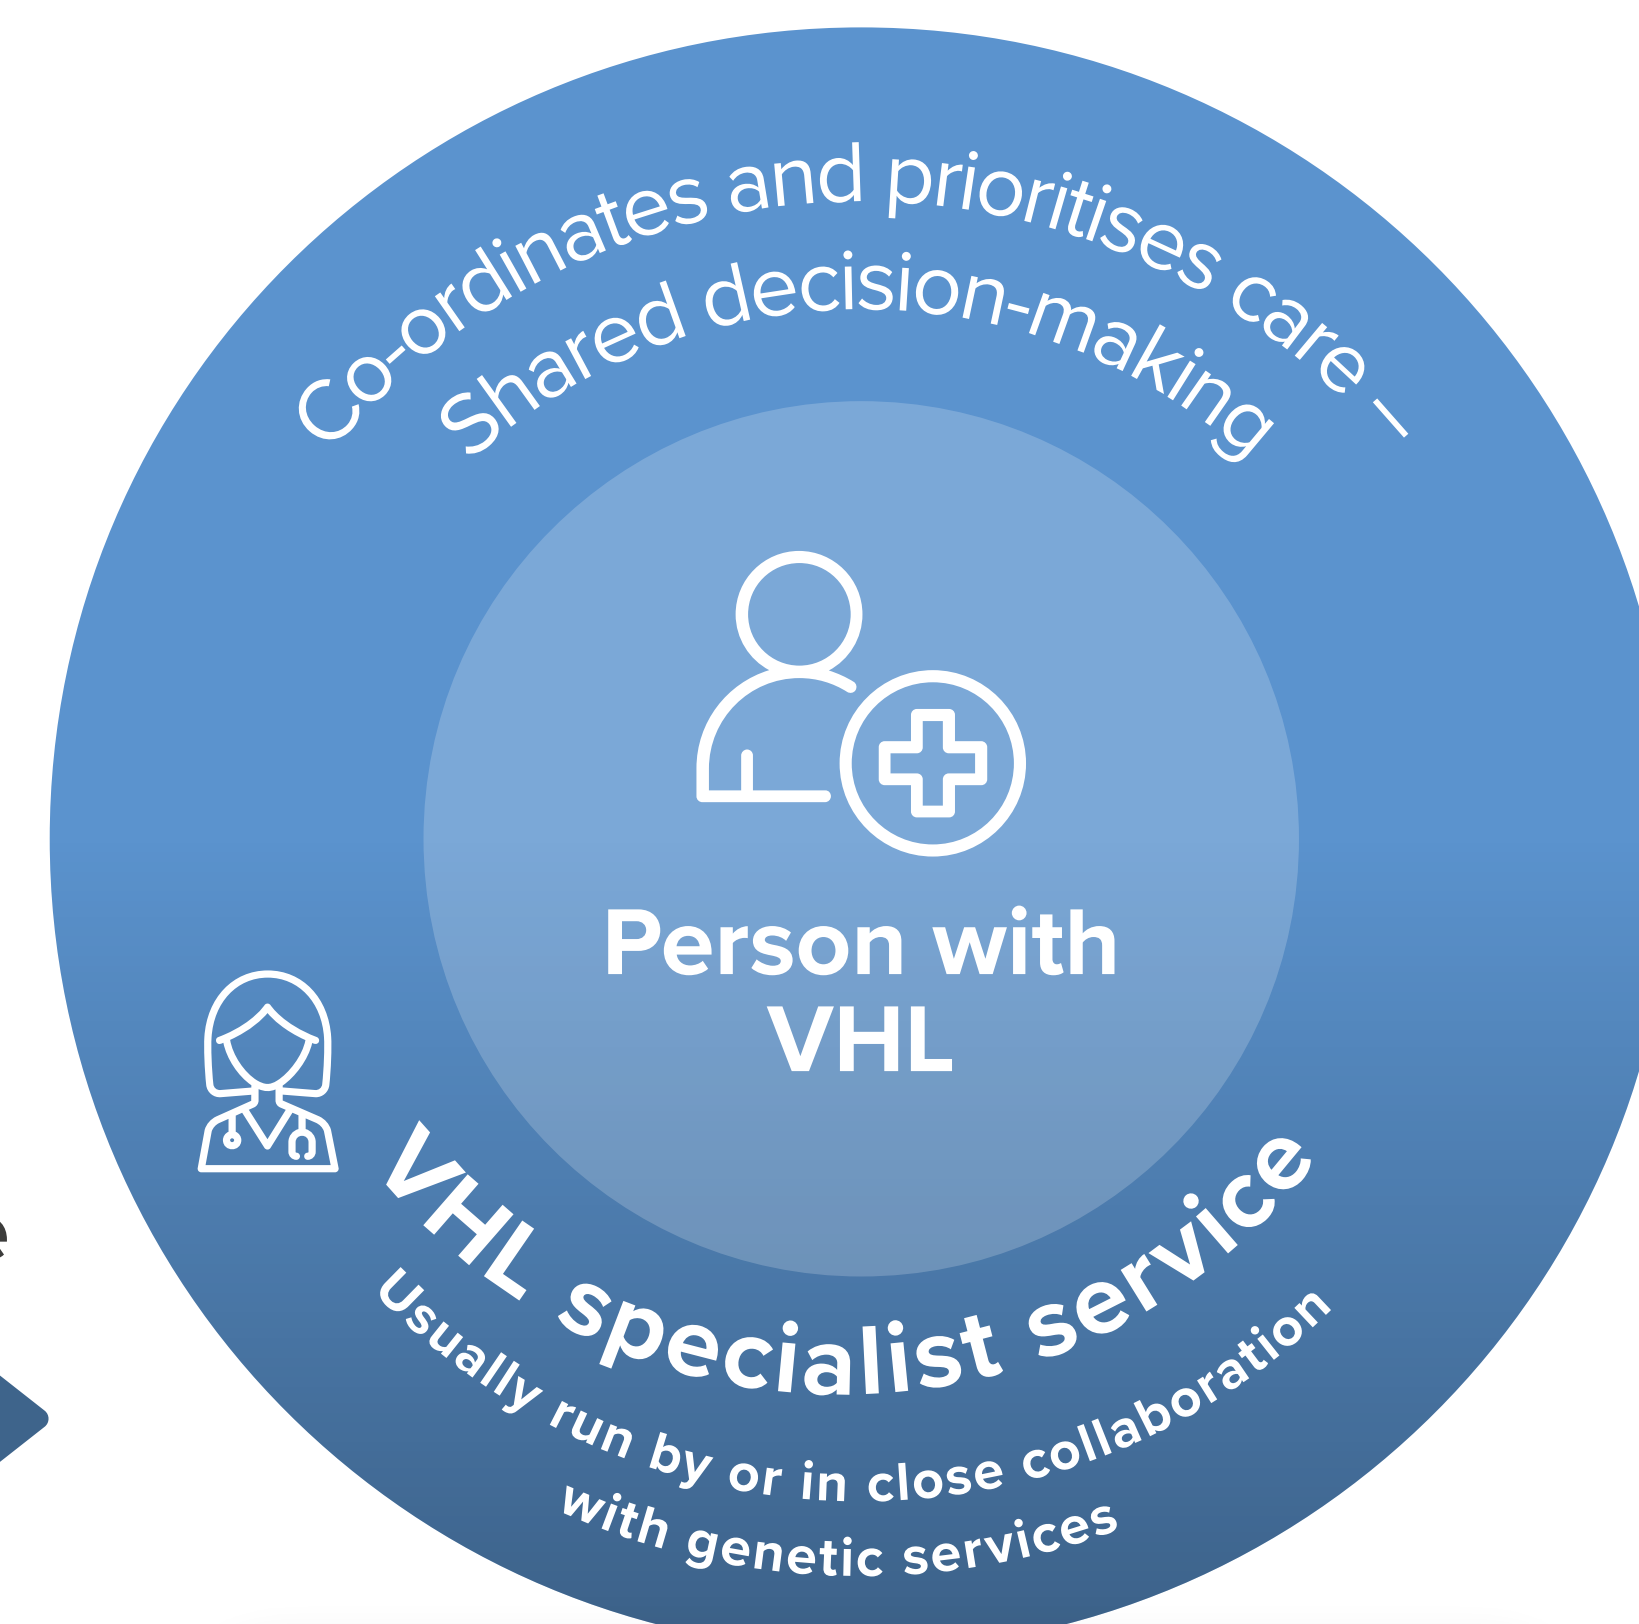 Co-ordinates and prioritises care –
Shared decision-making
Person with
VHL
VHL specialist service
Usually run by or in close collaboration
with genetic services